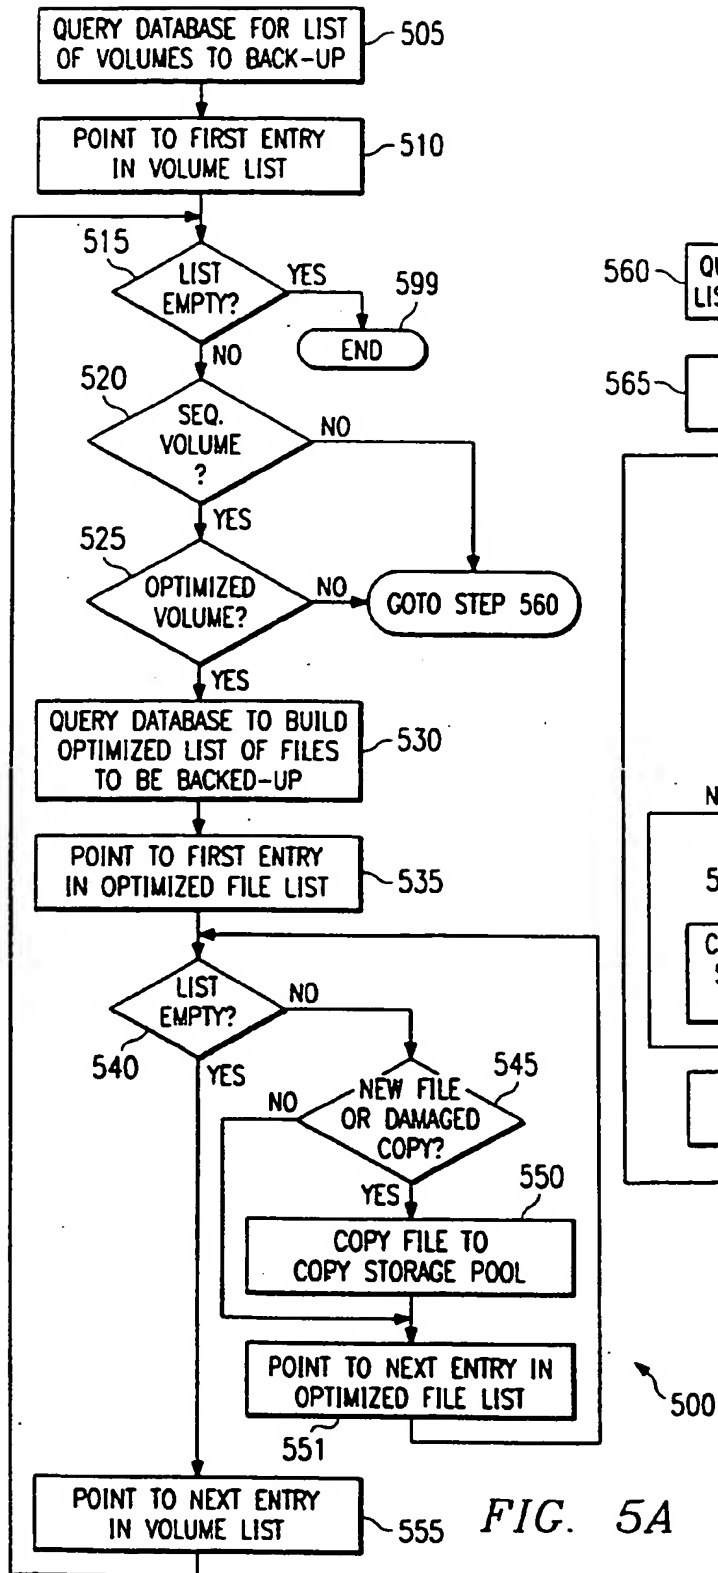 QUERY DATABASE FOR LIST
OF VOLUMES TO BACK-UP
505
POINT TO FIRST ENTRY
IN VOLUME LIST
510
515
LIST
EMPTY?
YES
599
END
NO
520
SEQ.
VOLUME
?
NO
YES
525
OPTIMIZED
VOLUME?
NO
GOTO STEP 560
YES
QUERY DATABASE TO BUILD
OPTIMIZED LIST OF FILES
TO BE BACKED-UP
530
POINT TO FIRST ENTRY
IN OPTIMIZED FILE LIST
535
LIST
EMPTY?
NO
540
YES
545
NEW FILE
OR DAMAGED
COPY?
NO
YES
550
COPY FILE TO
COPY STORAGE POOL
POINT TO NEXT ENTRY IN
OPTIMIZED FILE LIST
551
500
POINT TO NEXT ENTRY
IN VOLUME LIST
555
FIG. 5A
560
565